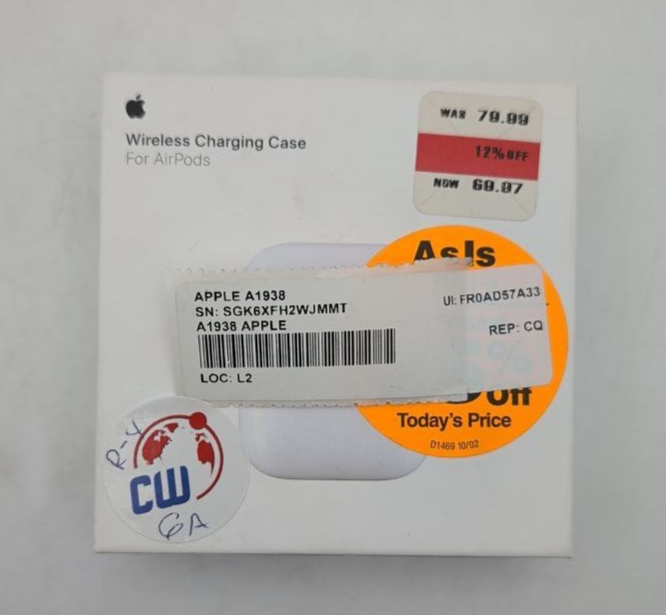 Wireless Charging Case
For AirPods
WAS 79.99
12% OFF
NOW 69.97
AsIs
Off
Today's Price
D1469 10/02
APPLE A1938
SN: SGK6XFH2WJMMT
A1938 APPLE
LOC: L2
UI: FR0AD57A33
REP: CQ
R-4
CW
6A